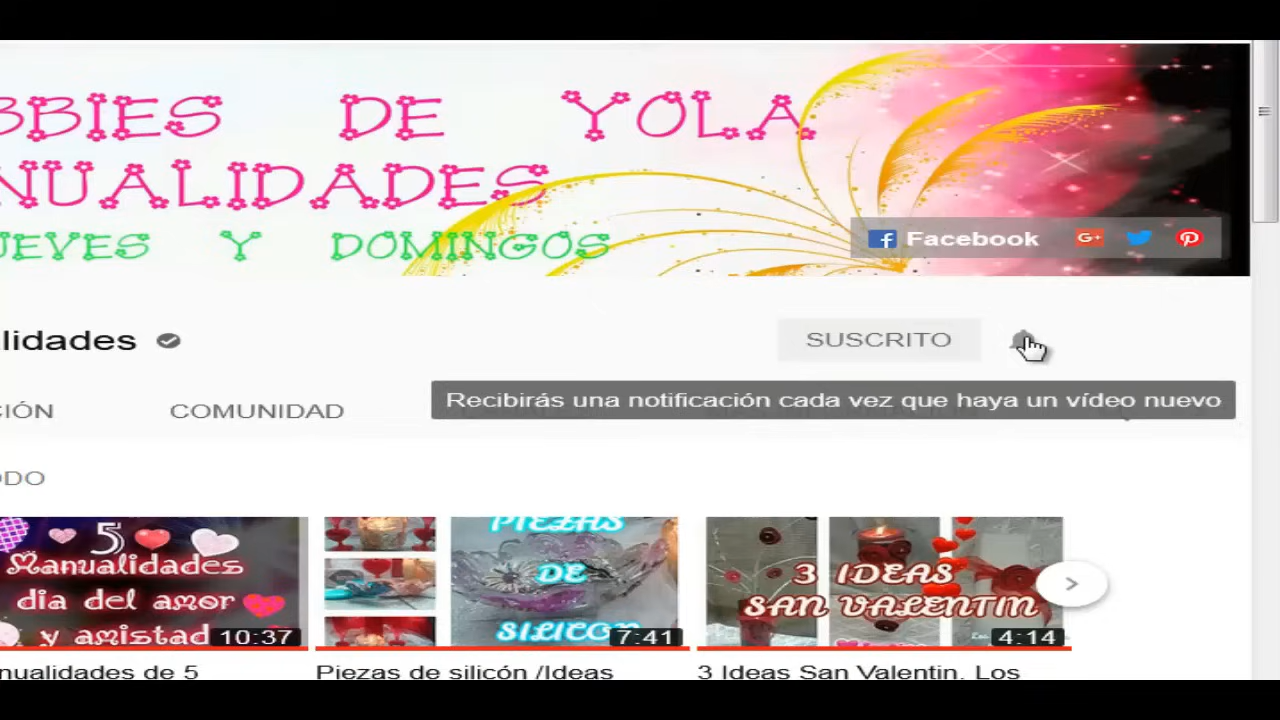 BBIES DE YOLA
NUALIDADES
UEVES Y DOMINGOS
Facebook
G+
lidades
SUSCRITO
Recibirás una notificación cada vez que haya un vídeo nuevo
CIÓN
COMUNIDAD
ODO
5
Manualidades
dia del amor
y amistad
10:37
PIEZAS
DE
SILICON
7:41
3 IDEAS
SAN VALENTIN
4:14
nualidades de 5
Piezas de silicón /Ideas
3 Ideas San Valentin. Los